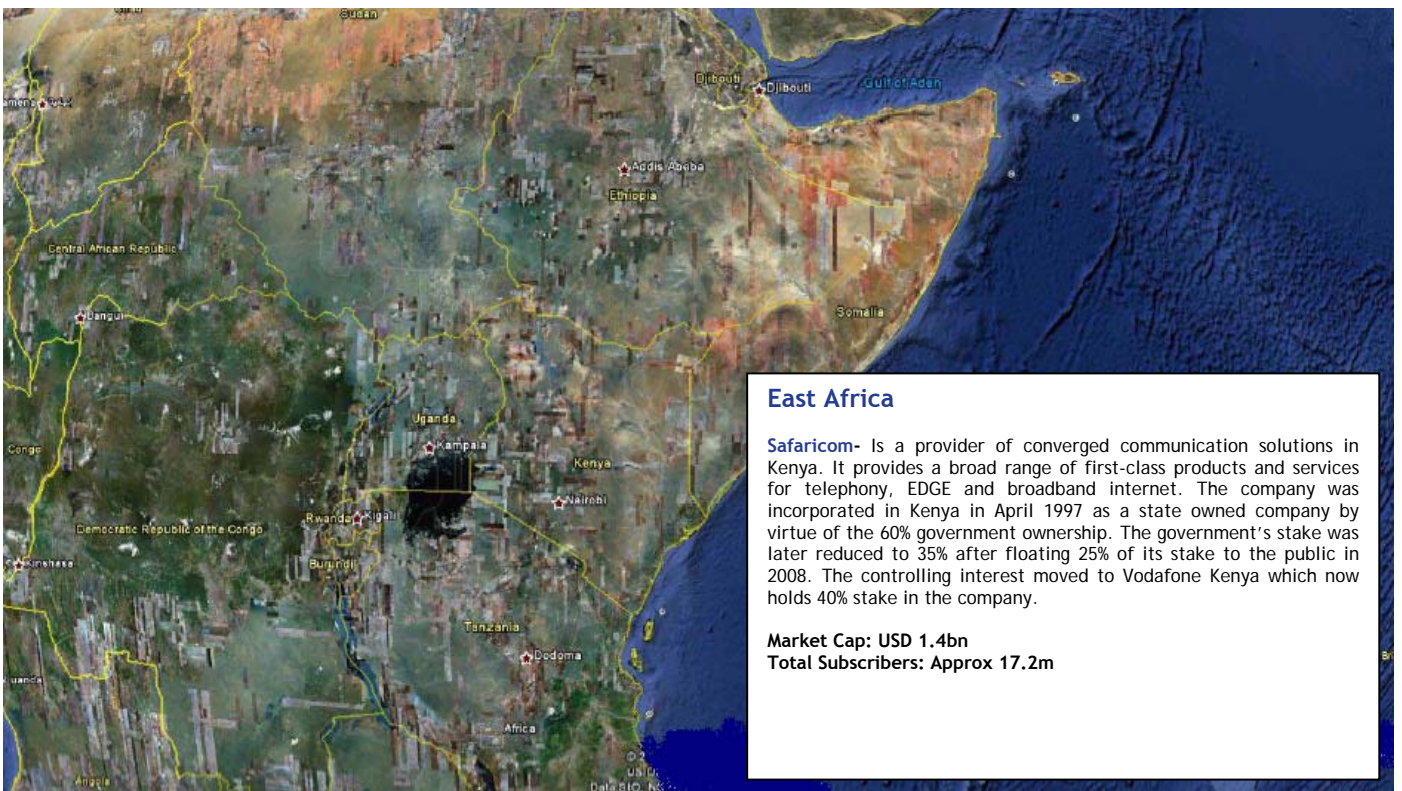 Sudan
Djibouti
Djibouti
Gulf of Aden
Addis Ababa
Ethiopia
Central African Republic
Bangui
Somalia
East Africa
Safaricom- Is a provider of converged communication solutions in
Kenya. It provides a broad range of first-class products and services
for telephony, EDGE and broadband internet. The company was
incorporated in Kenya in April 1997 as a state owned company by
virtue of the 60% government ownership. The government's stake was
later reduced to 35% after floating 25% of its stake to the public in
2008. The controlling interest moved to Vodafone Kenya which now
holds 40% stake in the company.
Market Cap: USD 1.4bn
Total Subscribers: Approx 17.2m
Uganda
Kampala
Congo
Kenya
Nairobi
Rwanda
Kigali
Democratic Republic of the Congo
Kinshasa
Burundi
Tanzania
Dodoma
Africa
Angola